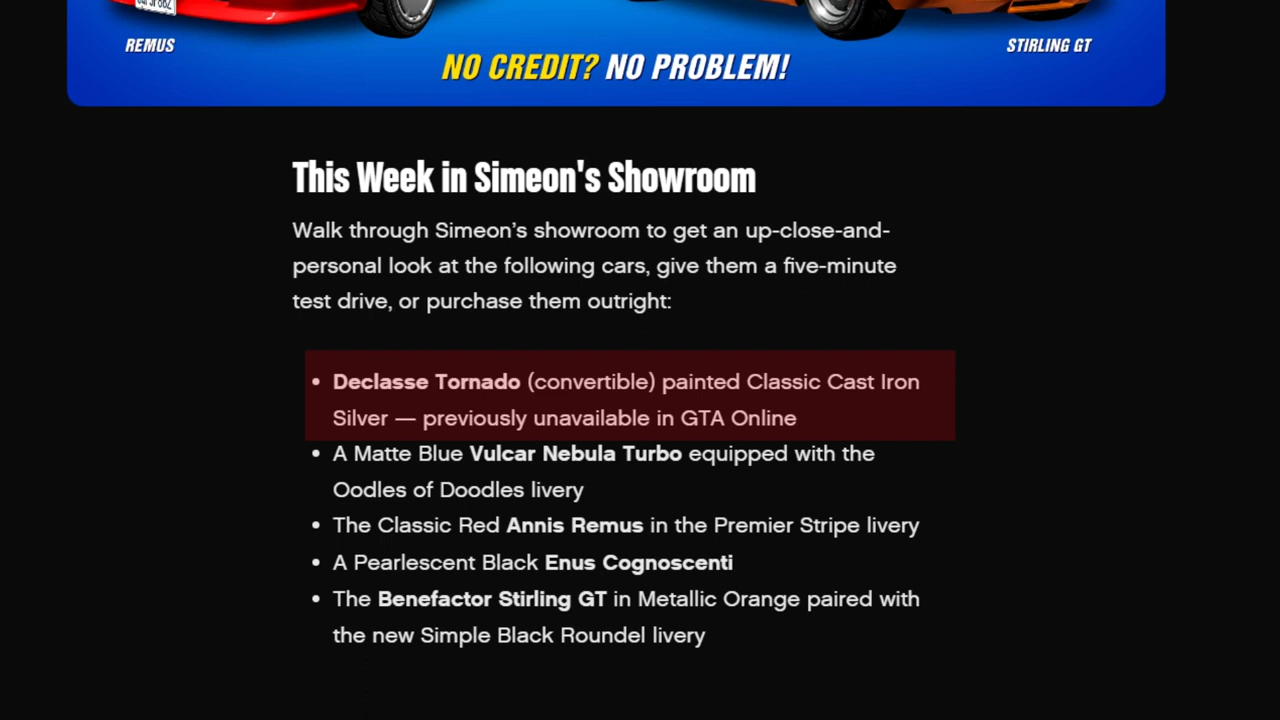 REMUS
STIRLING GT
NO CREDIT? NO PROBLEM!
This Week in Simeon's Showroom
Walk through Simeon’s showroom to get an up-close-and-
personal look at the following cars, give them a five-minute
test drive, or purchase them outright:
• Declasse Tornado (convertible) painted Classic Cast Iron
Silver — previously unavailable in GTA Online
• A Matte Blue Vulcar Nebula Turbo equipped with the
Oodles of Doodles livery
• The Classic Red Annis Remus in the Premier Stripe livery
• A Pearlescent Black Enus Cognoscenti
• The Benefactor Stirling GT in Metallic Orange paired with
the new Simple Black Roundel livery